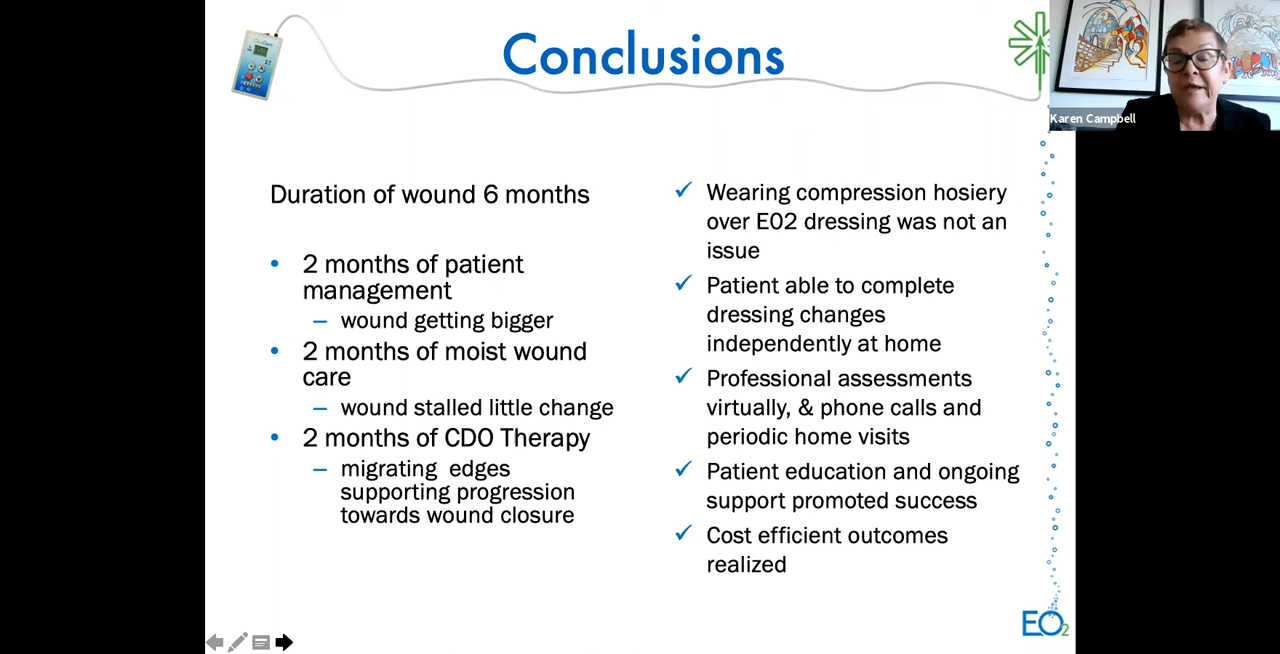 Conclusions
Karen Campbell
Duration of wound 6 months
• 2 months of patient
management
– wound getting bigger
• 2 months of moist wound
care
– wound stalled little change
• 2 months of CDO Therapy
– migrating edges
supporting progression
towards wound closure
✓ Wearing compression hosiery
over EO2 dressing was not an
issue
✓ Patient able to complete
dressing changes
independently at home
✓ Professional assessments
virtually, & phone calls and
periodic home visits
✓ Patient education and ongoing
support promoted success
✓ Cost efficient outcomes
realized
EO2